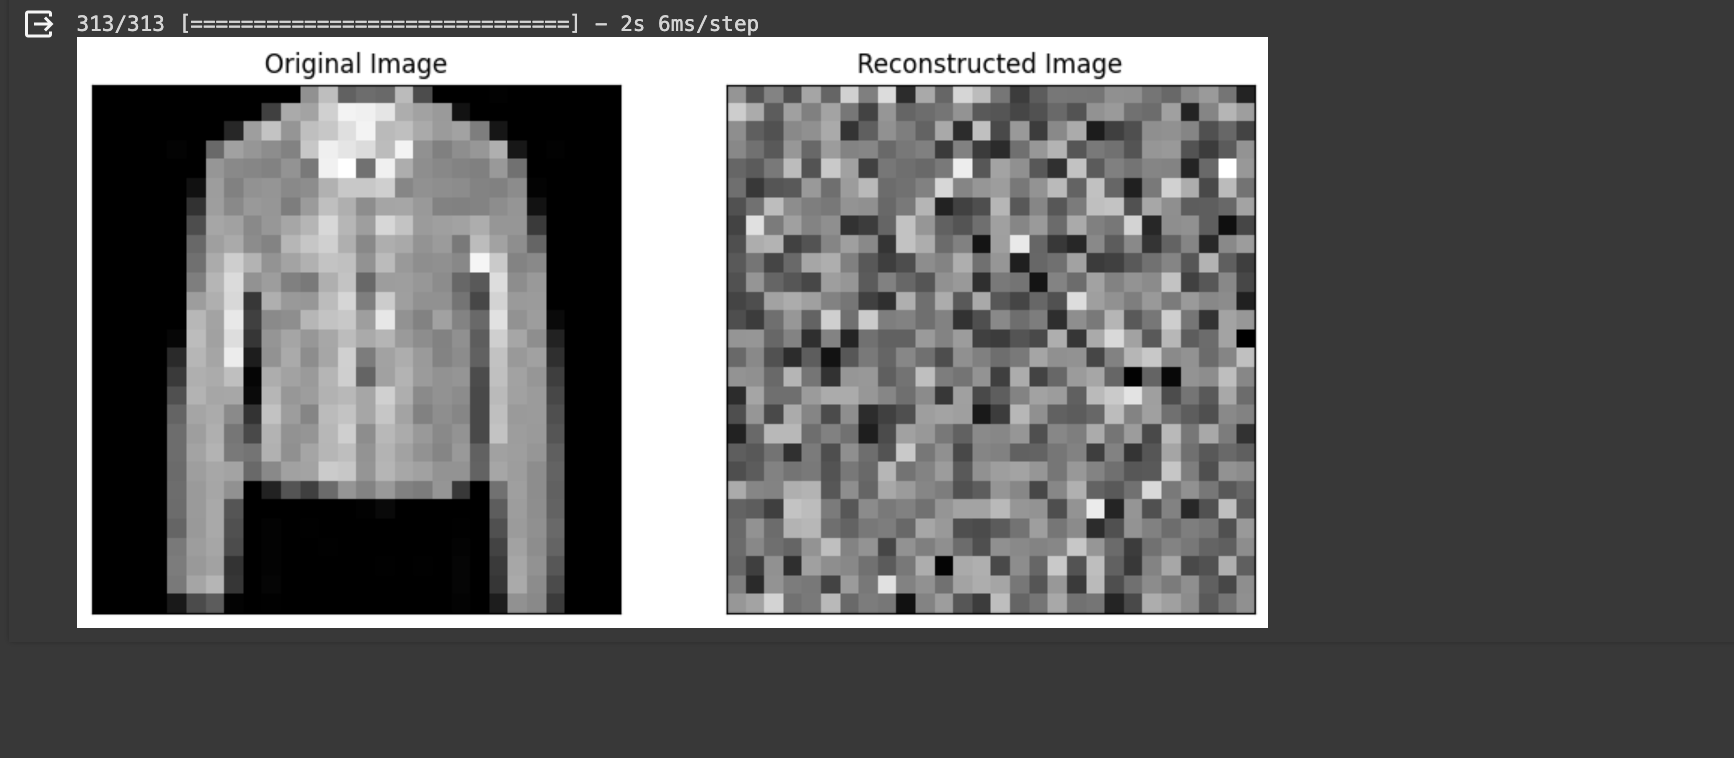 313/313 [==============================] - 2s 6ms/step
Original Image
Reconstructed Image